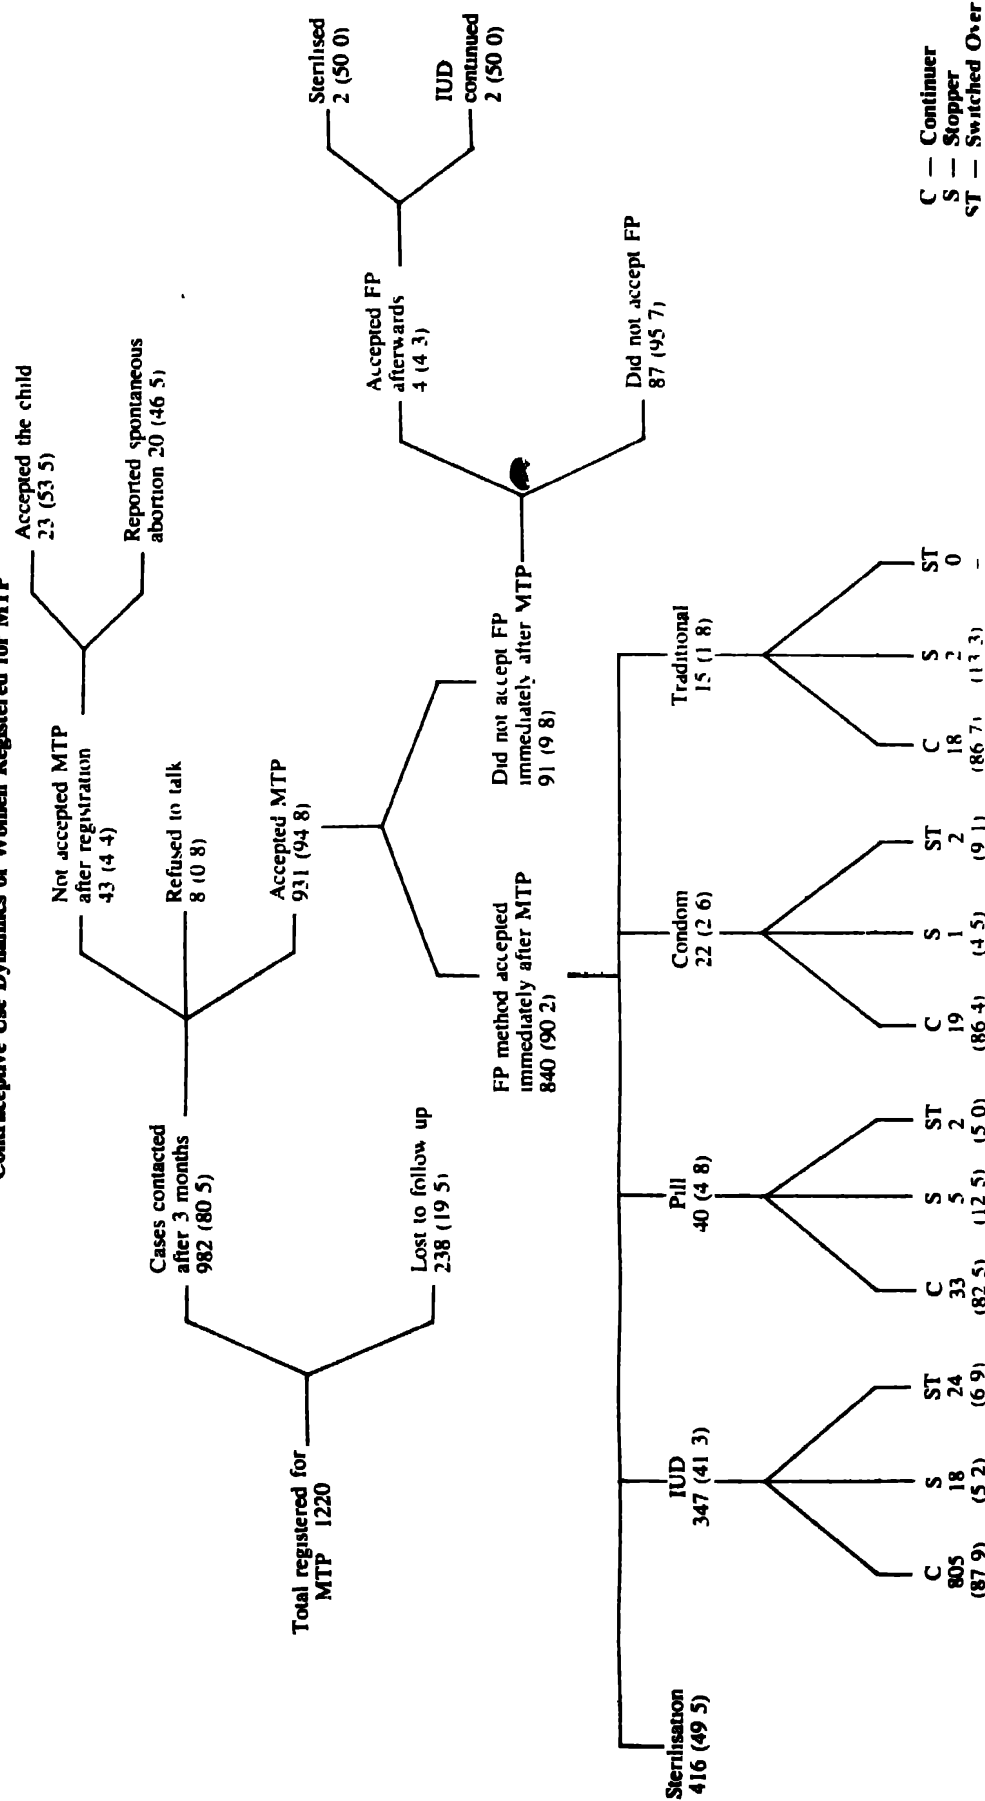 Contraceptive Use Dynamics of Women Registered for MTP
Total registered for
MTP 1220
Cases contacted
after 3 months
982 (80 5)
Lost to follow up
238 (19 5)
Not accepted MTP
after registration
43 (4 4)
Refused to talk
8 (0 8)
Accepted MTP
931 (94 8)
Accepted the child
23 (53 5)
Reported spontaneous
abortion 20 (46 5)
FP method accepted
immediately after MTP
840 (90 2)
Did not accept FP
immediately after MTP
91 (9 8)
Accepted FP
afterwards
4 (4 3)
Did not accept FP
87 (95 7)
Sterilised
2 (50 0)
IUD
continued
2 (50 0)
Sterilisation
416 (49 5)
IUD
347 (41 3)
Pill
40 (4 8)
Condom
22 (2 6)
Traditional
15 (1 8)
C S ST C S ST C S ST C S ST
805 18 24 33 5 2 19 1 2 18 2 0
(87 9) (5 2) (6 9) (82 5) (12 5) (5 0) (86 4) (4 5) (9 1) (86 7) (13 3) –
C — Continuer
S — Stopper
ST — Switched Over